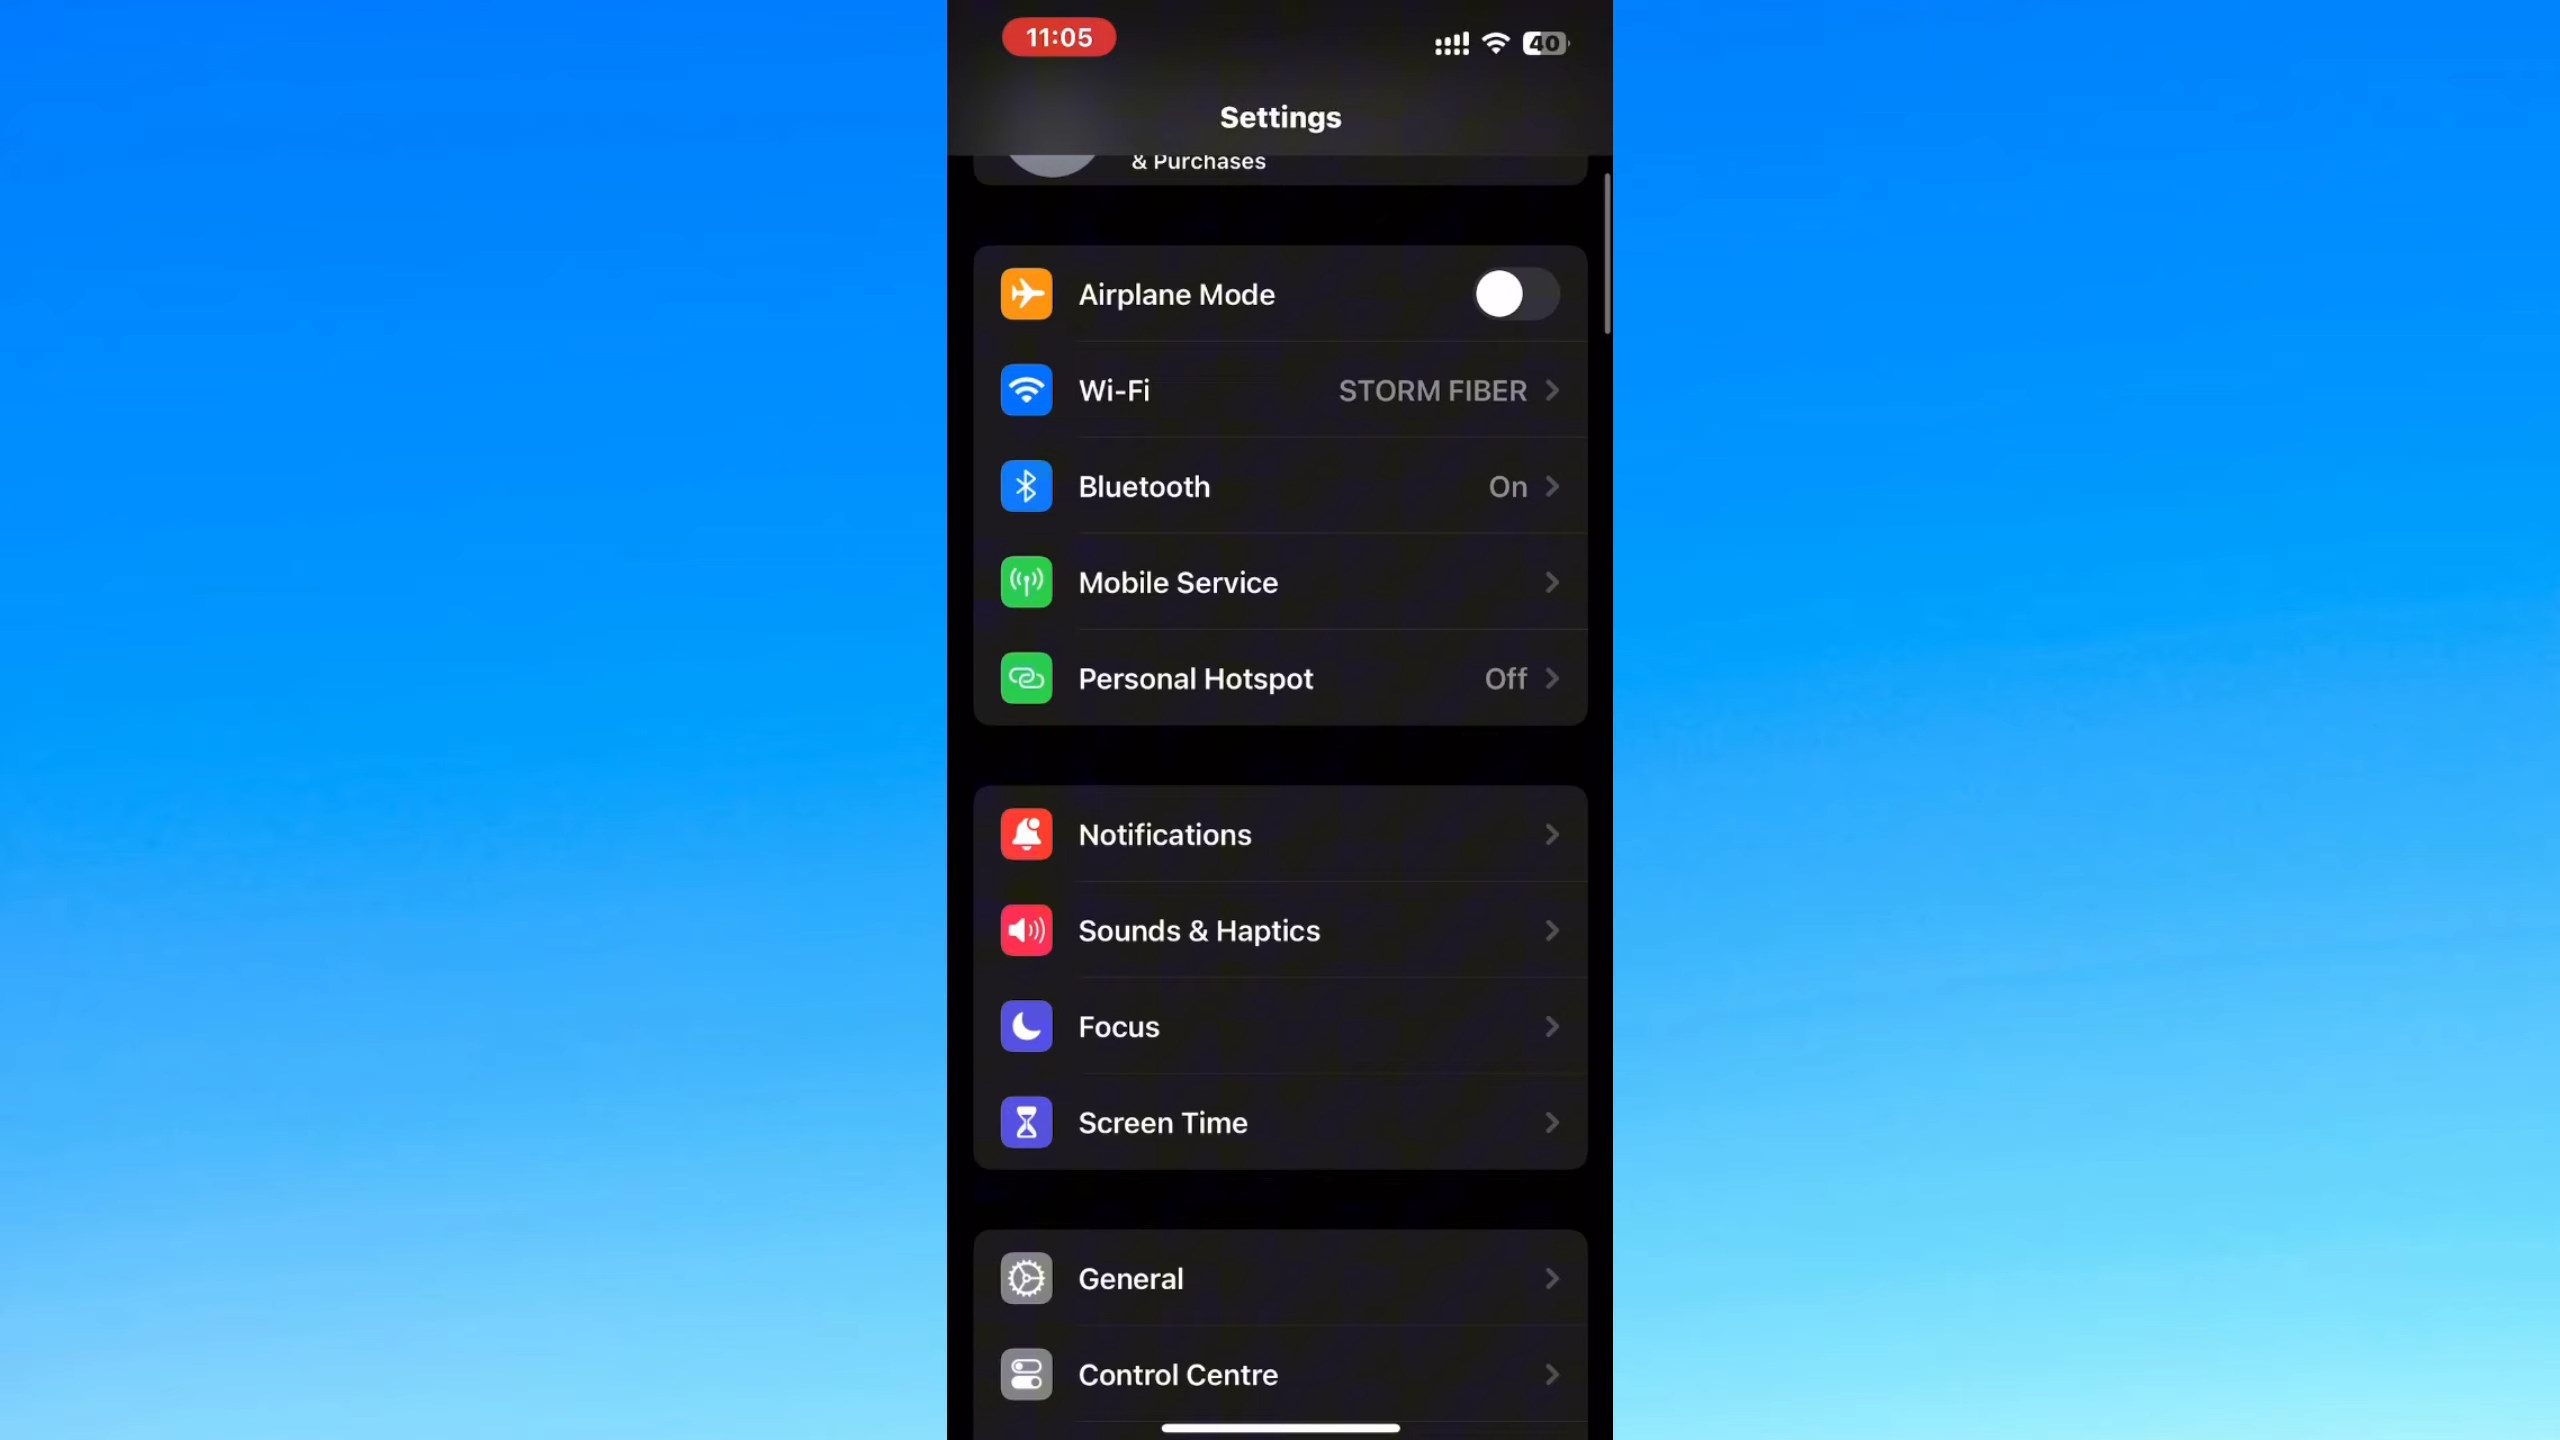 11:05
40
Settings
& Purchases
Airplane Mode
Wi-Fi STORM FIBER
Bluetooth On
Mobile Service
Personal Hotspot Off
Notifications
Sounds & Haptics
Focus
Screen Time
General
Control Centre